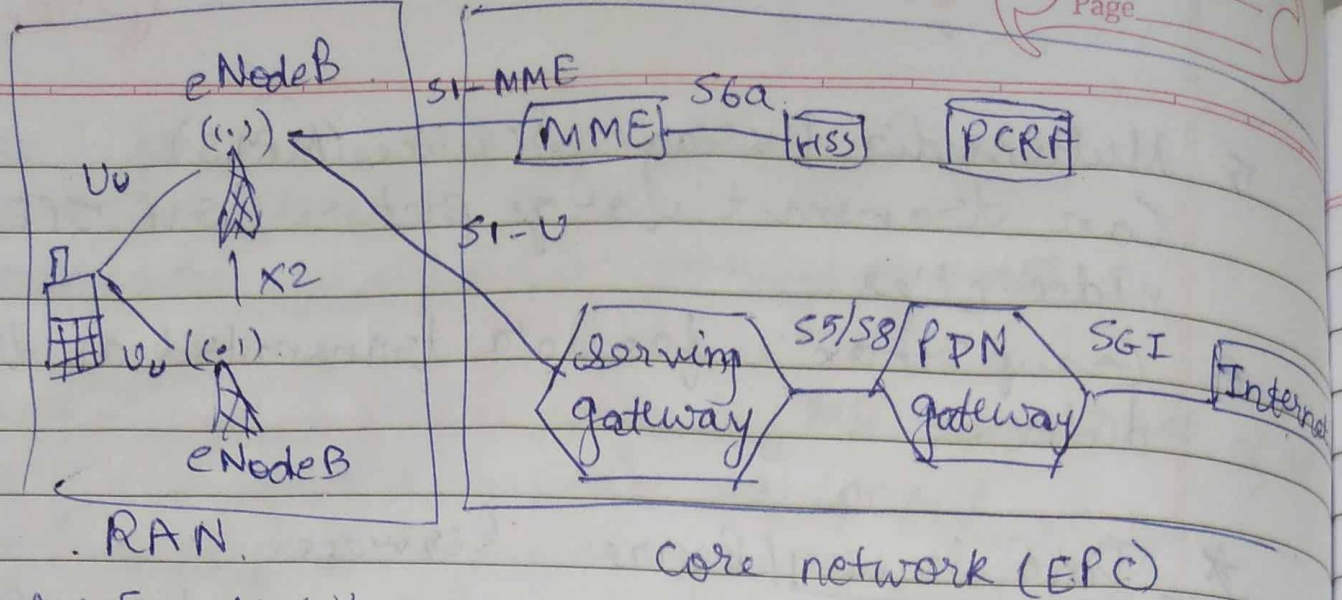 Page
eNodeB
S1-MME
S6a
((.))
MME
HSS
PCRF
Uu
S1-U
X2
Uu
((.))
Serving
gateway
S5/S8
PDN
gateway
SGI
Internet
eNodeB
RAN.
Core network (EPC)